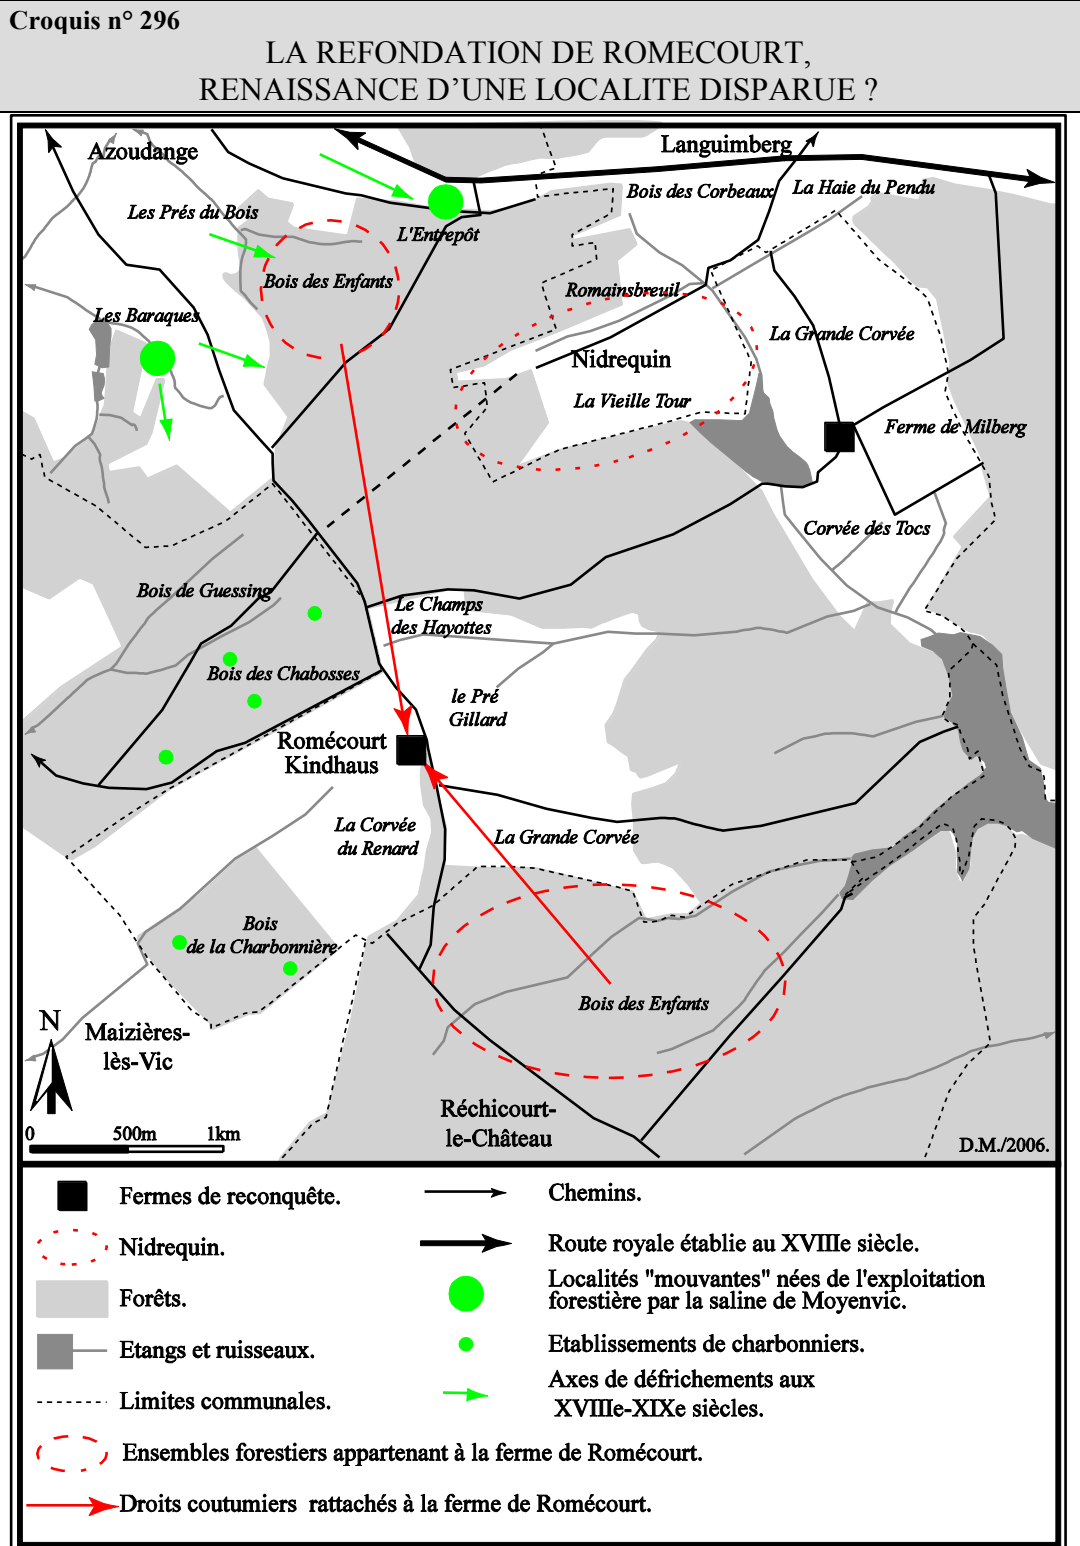 Croquis n° 296
LA REFONDATION DE ROMECOURT,
RENAISSANCE D'UNE LOCALITE DISPARUE ?
Azoudange
Languimberg
Bois des Corbeaux
La Haie du Pendu
Les Prés du Bois
L'Entrepôt
Bois des Enfants
Romainsbreuil
Les Baraques
La Grande Corvée
Nidrequin
La Vieille Tour
Ferme de Milberg
Corvée des Tocs
Bois de Guessing
Le Champs
des Hayottes
Bois des Chabosses
le Pré
Gillard
Romécourt
Kindhaus
La Corvée
du Renard
La Grande Corvée
Bois
de la Charbonnière
Bois des Enfants
N
Maizières-
lès-Vic
Réchicourt-
le-Château
0 500m 1km
D.M./2006.
Fermes de reconquête.
Nidrequin.
Forêts.
Etangs et ruisseaux.
Limites communales.
Chemins.
Route royale établie au XVIIIe siècle.
Localités "mouvantes" nées de l'exploitation
forestière par la saline de Moyenvic.
Etablissements de charbonniers.
Axes de défrichements aux
XVIIIe-XIXe siècles.
Ensembles forestiers appartenant à la ferme de Romécourt.
Droits coutumiers rattachés à la ferme de Romécourt.